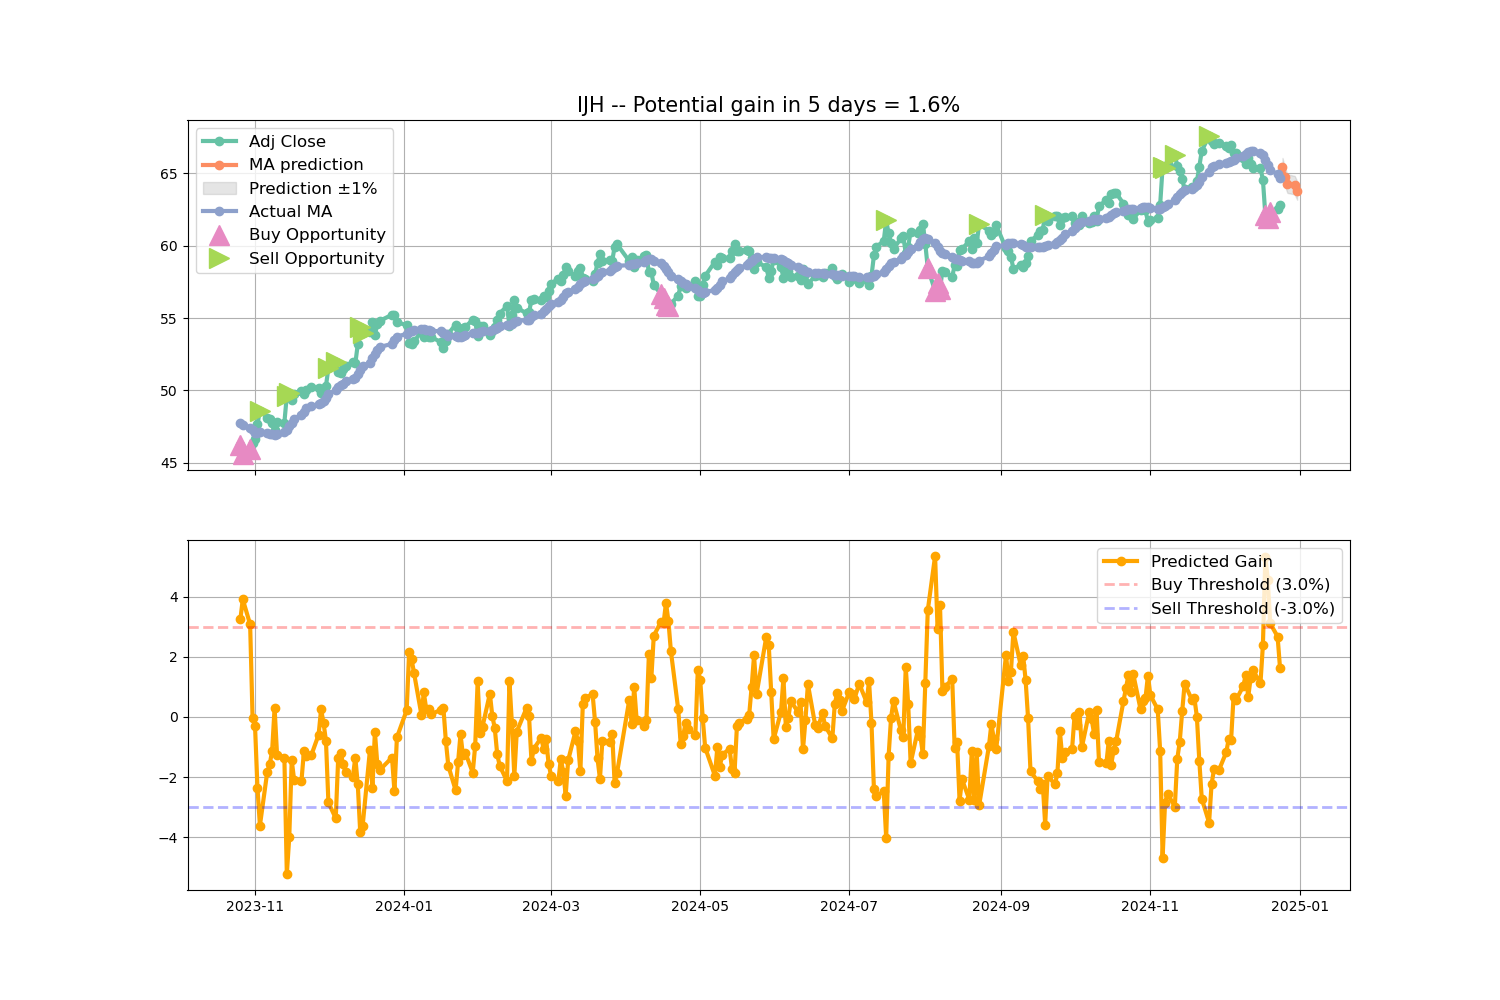 IJH -- Potential gain in 5 days = 1.6%
Adj Close
MA prediction
Prediction ±1%
Actual MA
Buy Opportunity
Sell Opportunity
65
60
55
50
45
Predicted Gain
Buy Threshold (3.0%)
Sell Threshold (-3.0%)
4
2
0
−2
−4
2023-11 2024-01 2024-03 2024-05 2024-07 2024-09 2024-11 2025-01